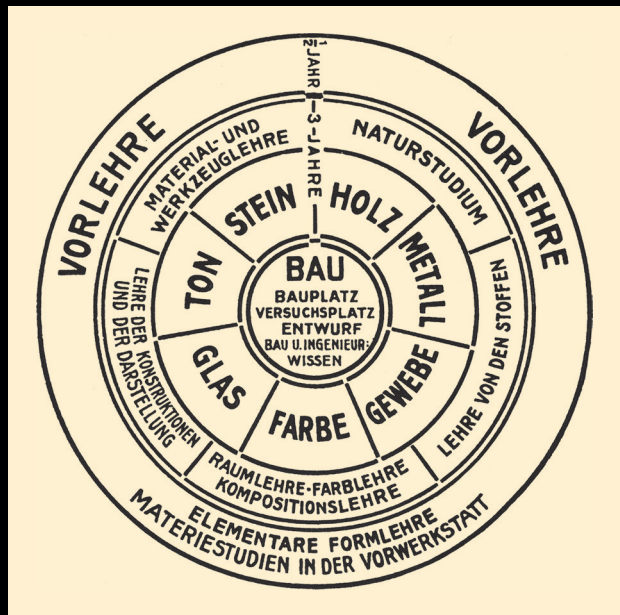 VORLEHRE
VORLEHRE
1/2 JAHR
3-JAHRE
ELEMENTARE FORMLEHRE
MATERIESTUDIEN IN DER VORWERKSTATT
NATURSTUDIUM
LEHRE VON DEN STOFFEN
RAUMLEHRE-FARBLEHRE
KOMPOSITIONSLEHRE
LEHRE DER KONSTRUKTIONEN
UND DER DARSTELLUNG
MATERIAL-UND
WERKZEUGLEHRE
HOLZ
METALL
GEWEBE
FARBE
GLAS
TON
STEIN
BAU
BAUPLATZ
VERSUCHSPLATZ
ENTWURF
BAU U.INGENIEUR:
WISSEN